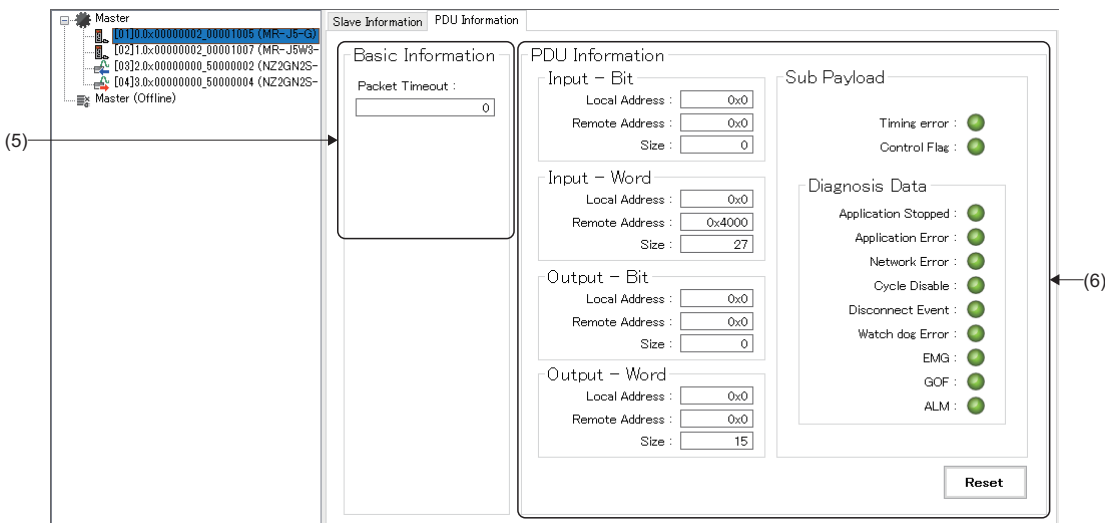 Master
[01]0.0x00000002_00001005 (MR-J5-G)
[02]1.0x00000002_00001007 (MR-J5W3-
[03]2.0x00000000_50000002 (NZ2GN2S-
[04]3.0x00000000_50000004 (NZ2GN2S-
Master (Offline)
Slave Information PDU Information
(5)
Basic Information
Packet Timeout :
0
PDU Information
Input - Bit
Local Address : 0x0
Remote Address : 0x0
Size : 0
Input - Word
Local Address : 0x0
Remote Address : 0x4000
Size : 27
Output - Bit
Local Address : 0x0
Remote Address : 0x0
Size : 0
Output - Word
Local Address : 0x0
Remote Address : 0x0
Size : 15
Sub Payload
Timing error :
Control Flag :
Diagnosis Data
Application Stopped :
Application Error :
Network Error :
Cycle Disable :
Disconnect Event :
Watch dog Error :
EMG :
GOF :
ALM :
Reset
(6)